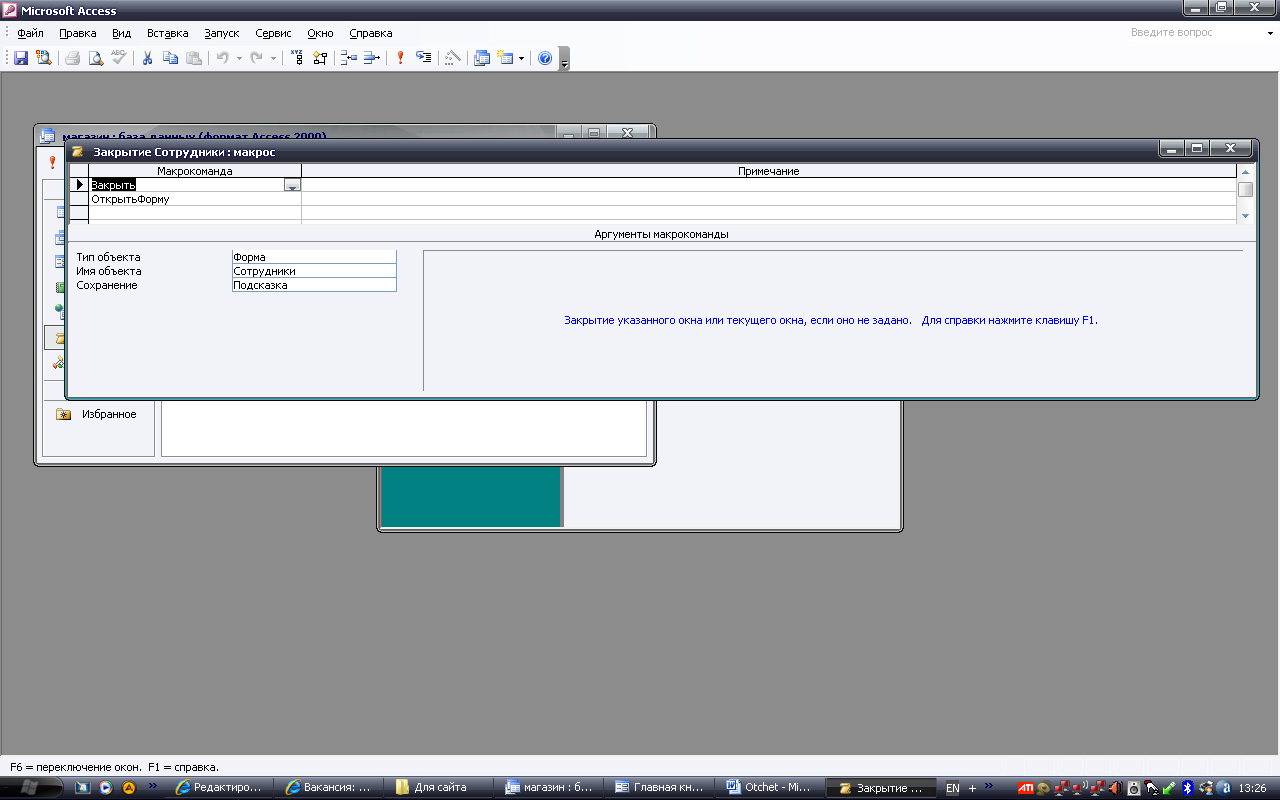 Microsoft Access
Файл Правка Вид Вставка Запуск Сервис Окно Справка Введите вопрос
магазин : база данных (формат Access 2000)
Закрытие Сотрудники : макрос
Макрокоманда Примечание
Закрыть
ОткрытьФорму
Аргументы макрокоманды
Тип объекта Форма
Имя объекта Сотрудники
Сохранение Подсказка
Закрытие указанного окна или текущего окна, если оно не задано. Для справки нажмите клавишу F1.
Избранное
F6 = переключение окон. F1 = справка.
Редактиро... Вакансия: ... Для сайта магазин : б... Главная кн... Otchet - Mi... Закрытие ... EN ATI 13:26